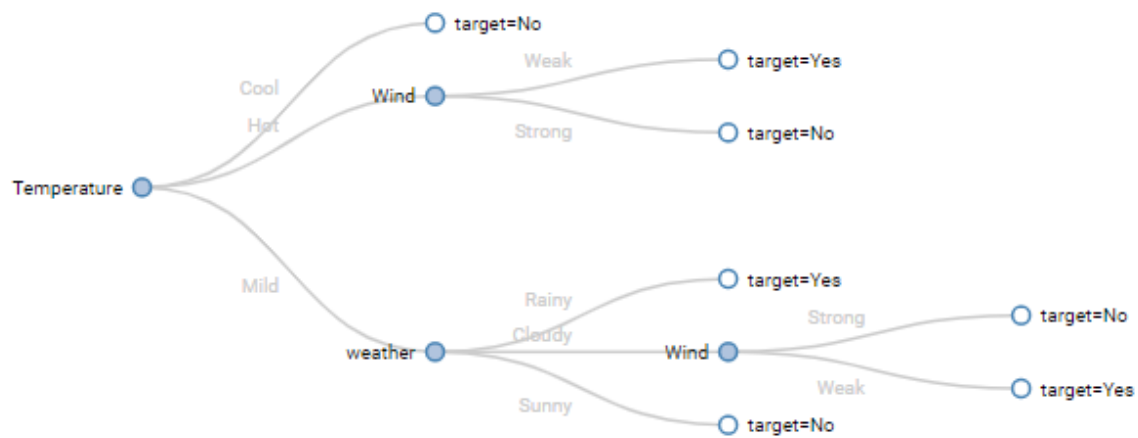 target=No
Weak
target=Yes
Cool
Wind
Hot
Strong
target=No
Temperature
Mild
Rainy
target=Yes
Strong
target=No
Cloudy
weather
Wind
Weak
target=Yes
Sunny
target=No